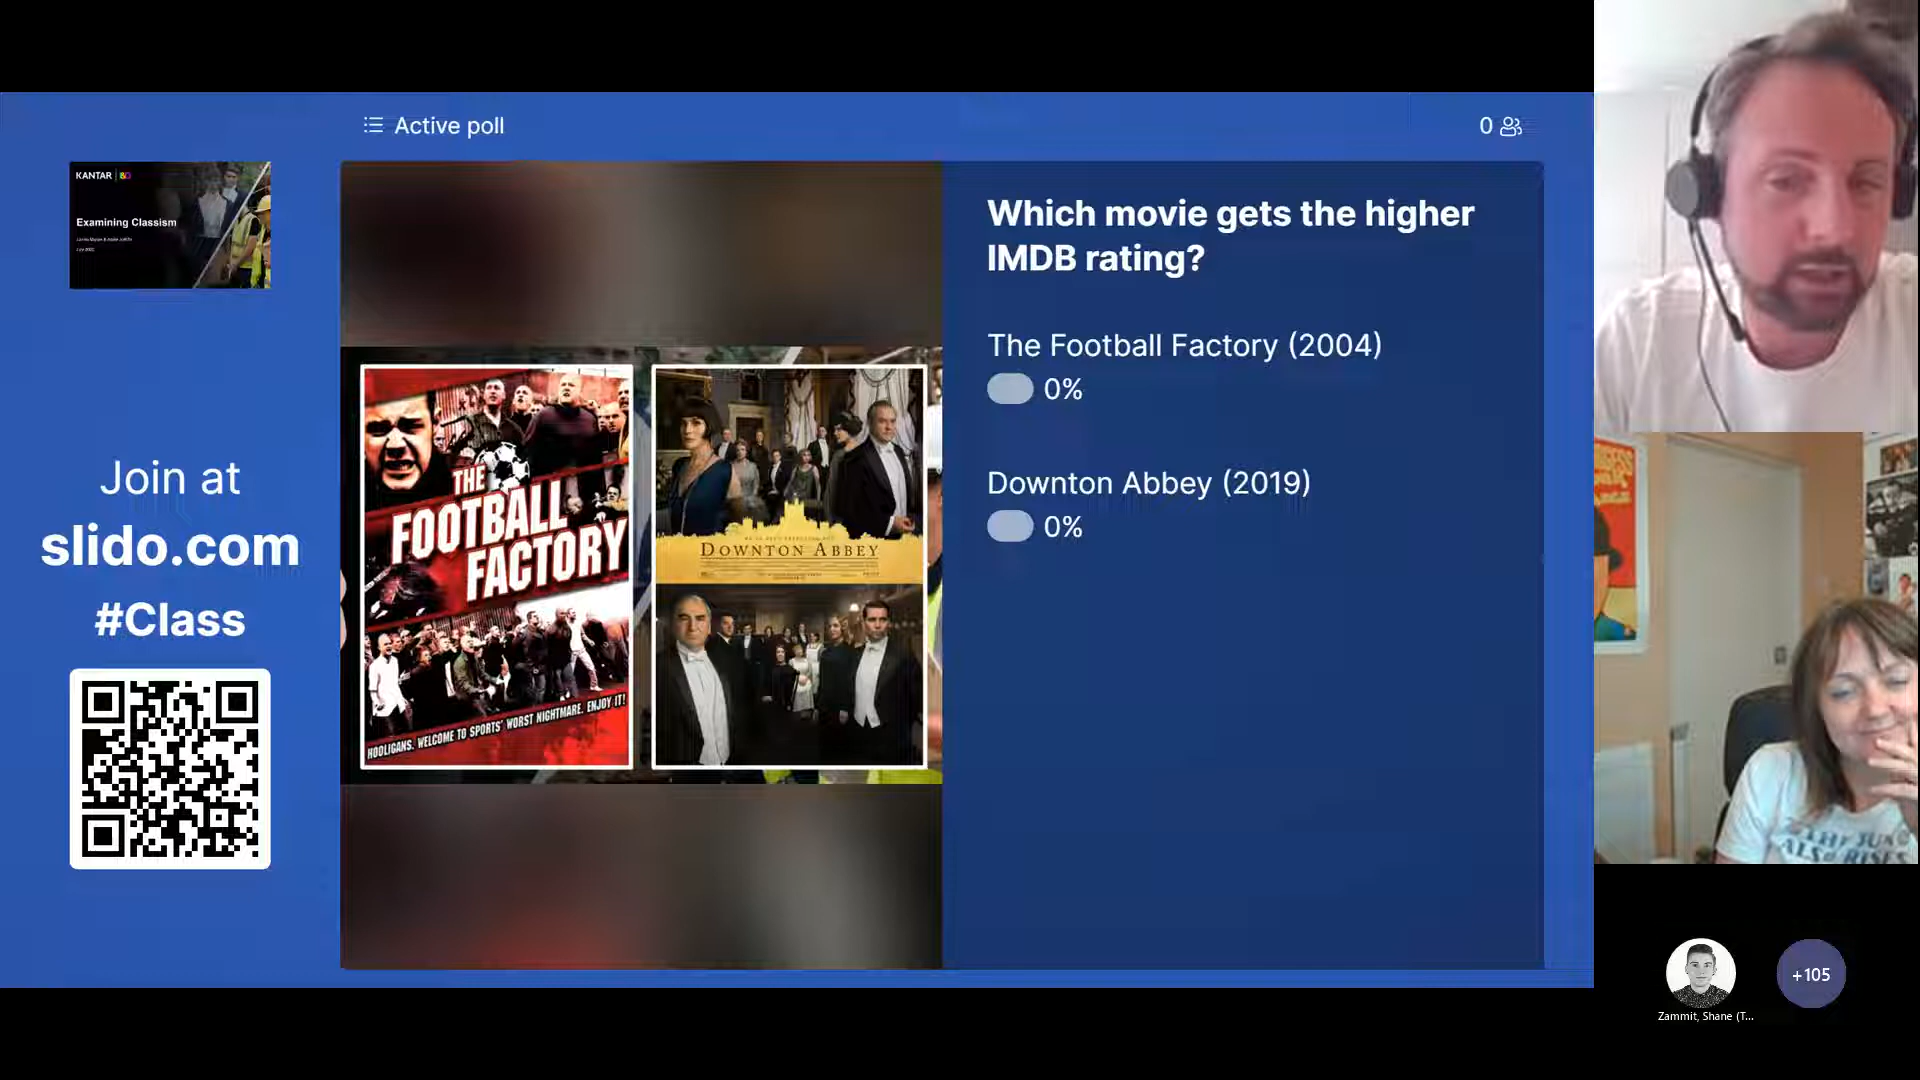 Active poll
0
KANTAR
Examining Classism
Join at
slido.com
#Class
THE
FOOTBALL
FACTORY
HOOLIGANS. WELCOME TO SPORTS' WORST NIGHTMARE. ENJOY IT!
DOWNTON ABBEY
Which movie gets the higher
IMDB rating?
The Football Factory (2004)
0%
Downton Abbey (2019)
0%
Zammit, Shane (T...
+105